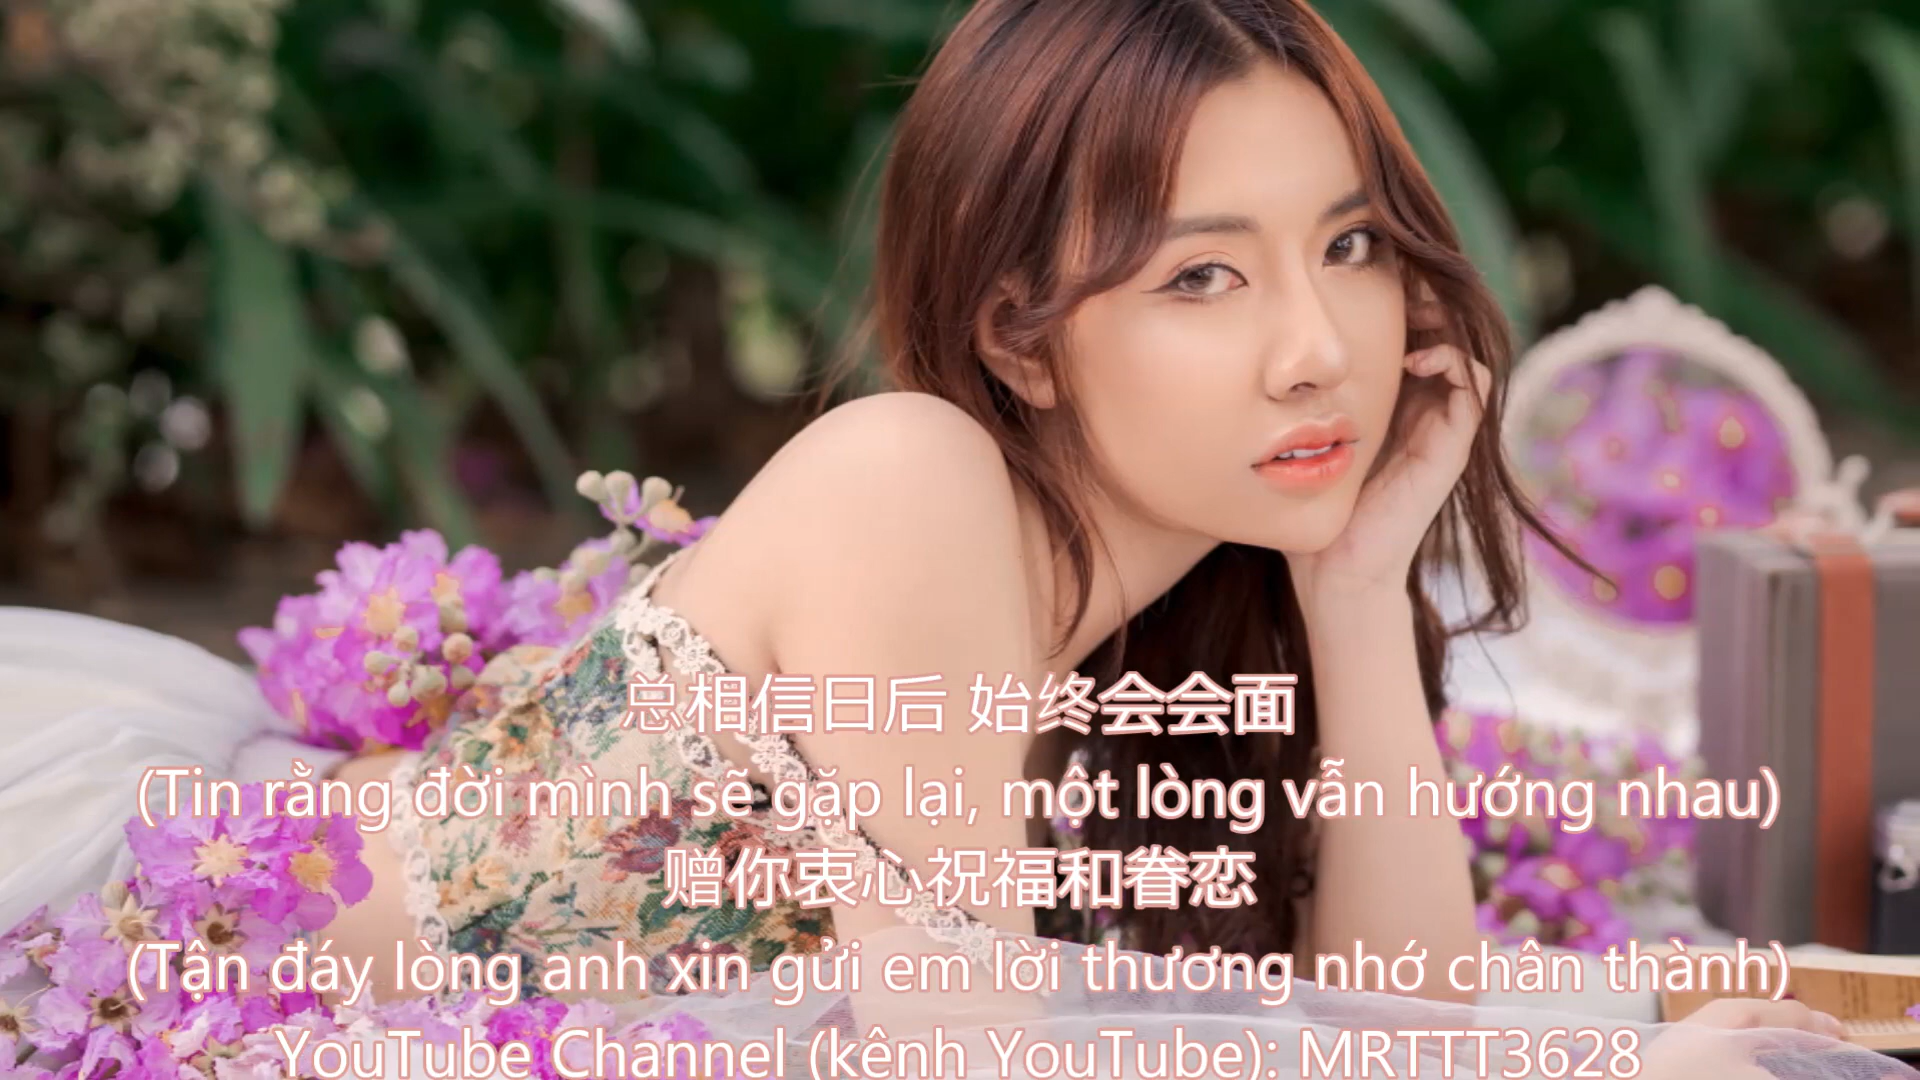 总相信日后 始终会会面
(Tin rằng đời mình sẽ gặp lại, một lòng vẫn hướng nhau)
赠你衷心祝福和眷恋
(Tận đáy lòng anh xin gửi em lời thương nhớ chân thành)
YouTube Channel (kênh YouTube): MRTTT3628